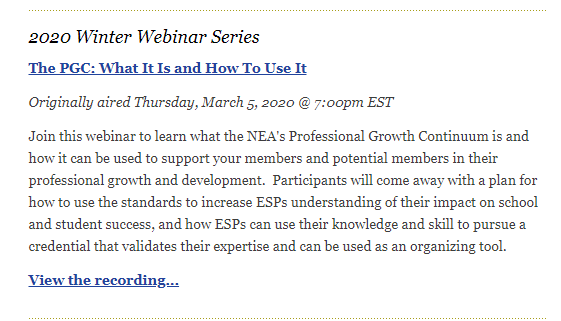 2020 Winter Webinar Series
The PGC: What It Is and How To Use It
Originally aired Thursday, March 5, 2020 @ 7:00pm EST
Join this webinar to learn what the NEA's Professional Growth Continuum is and
how it can be used to support your members and potential members in their
professional growth and development.  Participants will come away with a plan for
how to use the standards to increase ESPs understanding of their impact on school
and student success, and how ESPs can use their knowledge and skill to pursue a
credential that validates their expertise and can be used as an organizing tool.
View the recording...